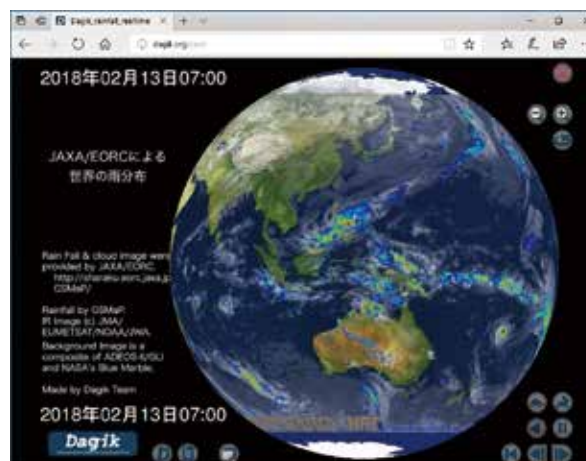 Dagik_rainfall_realtime
dagik.org
2018年02月13日07:00
JAXA/EORCによる
世界の雨分布
Rain Fall & cloud image were
provided by JAXA/EORC.
GSMaP/
Rainfall by GSMaP.
IR Image (c) JMA/
EUMETSAT/NOAA/JWA.
Background Image is a
composite of ADEOS-II/GLI
and NASA's Blue Marble.
Made by Dagik Team
2018年02月13日07:00
Dagik